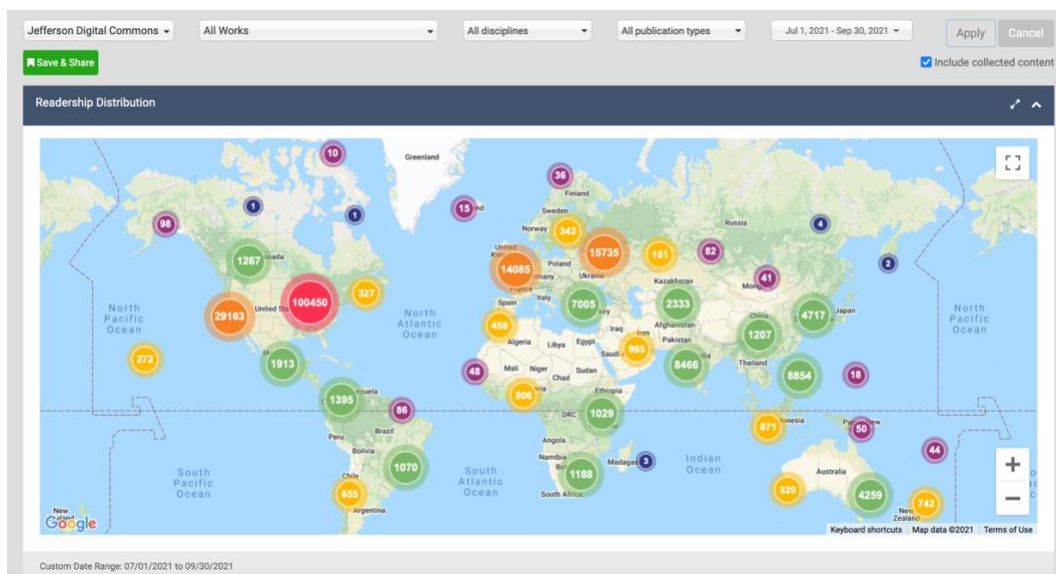 Jefferson Digital Commons
All Works
All disciplines
All publication types
Jul 1, 2021 - Sep 30, 2021
Apply
Cancel
Save & Share
Include collected content
Readership Distribution
10
Greenland
36
Finland
98
1
1
15
Sweden
Norway
342
Russia
4
1267
United
15735
161
82
2
14085
Poland
Ukraine
Kazakhstan
41
29163
United
100450
327
Spain
Italy
7005
2333
China
4717
Japan
North
Pacific
Ocean
North
Atlantic
Ocean
North
Pacific
Ocean
458
Algeria
Libya
Egypt
Iraq
Iran
Afghanistan
Pakistan
1207
272
1913
965
8466
Thailand
8854
18
48
Mali
Niger
Chad
Sudan
606
Ethiopia
1395
86
DRC
1029
871
50
Peru
Brazil
Bolivia
Angola
Namibia
Indian
Ocean
44
1070
South
Pacific
Ocean
South
Atlantic
Ocean
1188
3
Chile
655
Argentina
South Africa
Australia
320
4259
742
New
Zealand
Google
Keyboard shortcuts
Map data ©2021
Terms of Use
Custom Date Range: 07/01/2021 to 09/30/2021